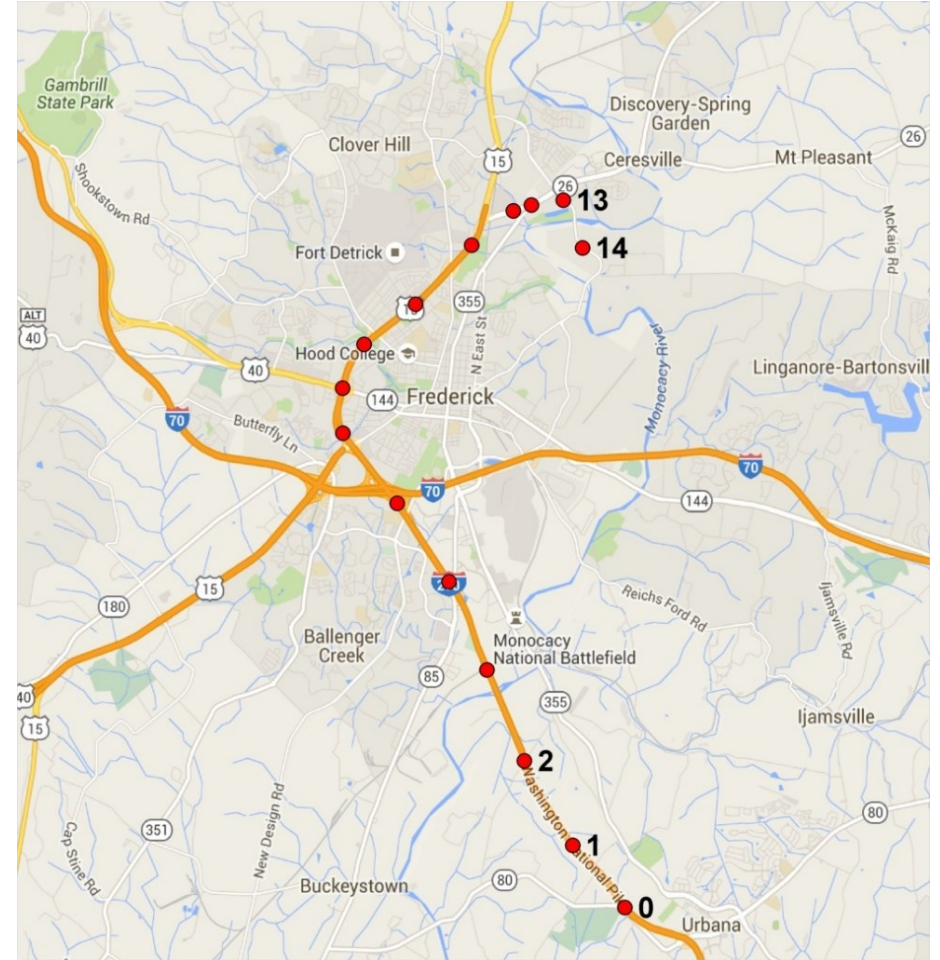 Gambrill
State Park
Discovery-Spring
Garden
Clover Hill
15
Ceresville
Mt Pleasant
26
Shookstown Rd
26
13
McKaig Rd
Fort Detrick
14
355
ALT
40
Hood College
N East St
Monocacy River
40
144
Frederick
Linganore-Bartonsvill
70
Butterfly Ln
70
70
144
15
180
Reichs Ford Rd
Ijamsville Rd
Ballenger
Creek
Monocacy
National Battlefield
85
40
355
15
Ijamsville
2
Washington National Pi
80
351
New Design Rd
1
Cap Stine Rd
Buckeystown
80
0
Urbana